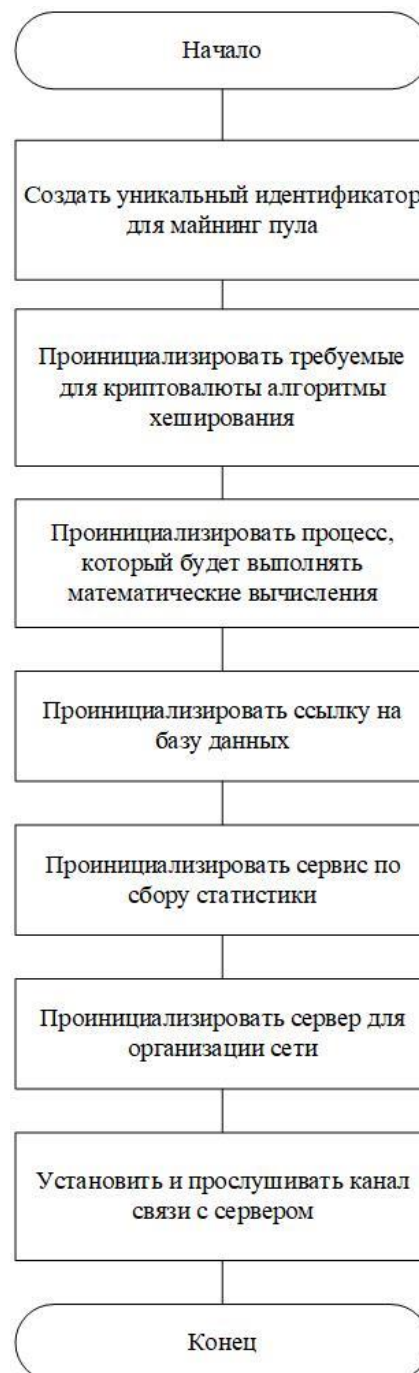 Начало
Создать уникальный идентификатор
для майнинг пула
Проинициализировать требуемые
для криптовалюты алгоритмы
хеширования
Проинициализировать процесс,
который будет выполнять
математические вычисления
Проинициализировать ссылку на
базу данных
Проинициализировать сервис по
сбору статистики
Проинициализировать сервер для
организации сети
Установить и прослушивать канал
связи с сервером
Конец